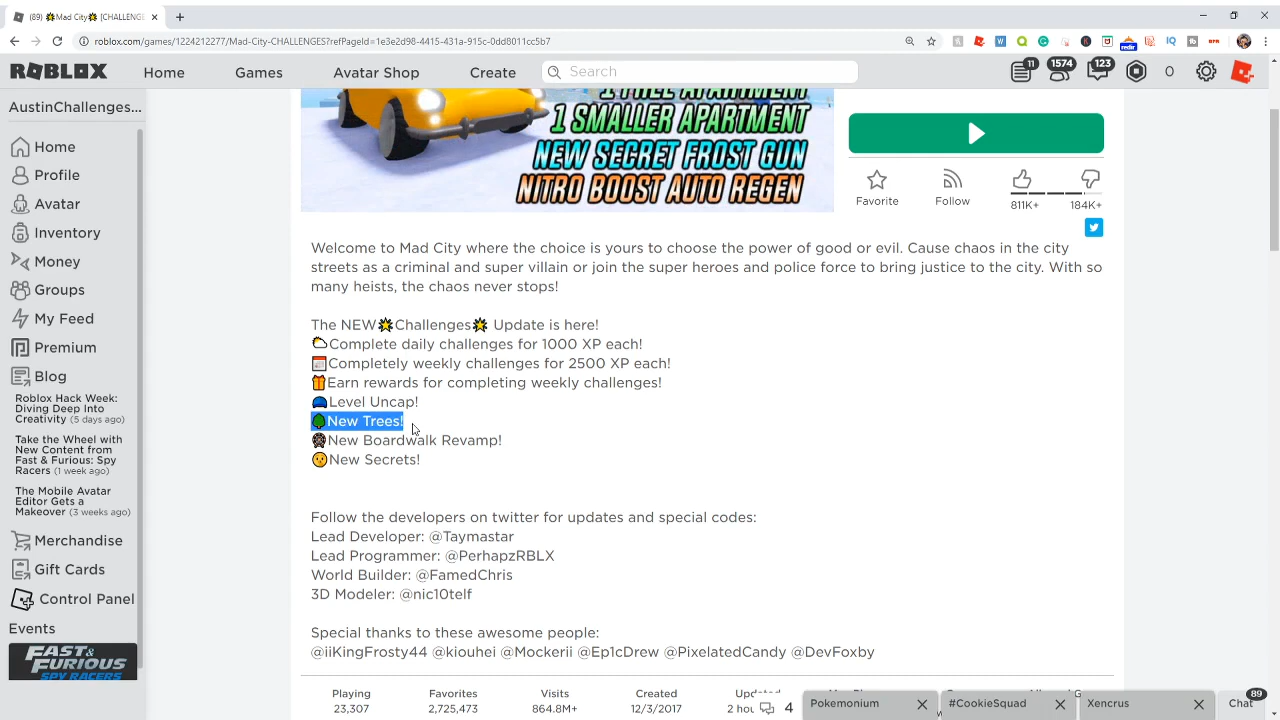 (89) Mad City [CHALLENGE
roblox.com/games/1224212277/Mad-City-CHALLENGES?refPageId=1e3e2d98-4415-431a-915c-0dd8011cc5b7
ROBLOX
Home
Games
Avatar Shop
Create
Search
11
1574
123
0
AustinChallenges...
Home
Profile
Avatar
Inventory
Money
Groups
My Feed
Premium
Blog
Roblox Hack Week:
Diving Deep Into
Creativity (5 days ago)
Take the Wheel with
New Content from
Fast & Furious: Spy
Racers (1 week ago)
The Mobile Avatar
Editor Gets a
Makeover (3 weeks ago)
Merchandise
Gift Cards
Control Panel
Events
FAST & FURIOUS
SPY RACERS
1 FREE APARTMENT
1 SMALLER APARTMENT
NEW SECRET FROST GUN
NITRO BOOST AUTO REGEN
Favorite
Follow
811K+
184K+
Welcome to Mad City where the choice is yours to choose the power of good or evil. Cause chaos in the city
streets as a criminal and super villain or join the super heroes and police force to bring justice to the city. With so
many heists, the chaos never stops!
The NEW🌟Challenges🌟 Update is here!
🌥Complete daily challenges for 1000 XP each!
📅Completely weekly challenges for 2500 XP each!
🎁Earn rewards for completing weekly challenges!
🧢Level Uncap!
🌳New Trees!
🎡New Boardwalk Revamp!
🤫New Secrets!
Follow the developers on twitter for updates and special codes:
Lead Developer: @Taymastar
Lead Programmer: @PerhapzRBLX
World Builder: @FamedChris
3D Modeler: @nic10telf
Special thanks to these awesome people:
@iiKingFrosty44 @kiouhei @Mockerii @Ep1cDrew @PixelatedCandy @DevFoxby
Playing
23,307
Favorites
2,725,473
Visits
864.8M+
Created
12/3/2017
2 hou
4
Pokemonium
#CookieSquad
Xencrus
Chat
89